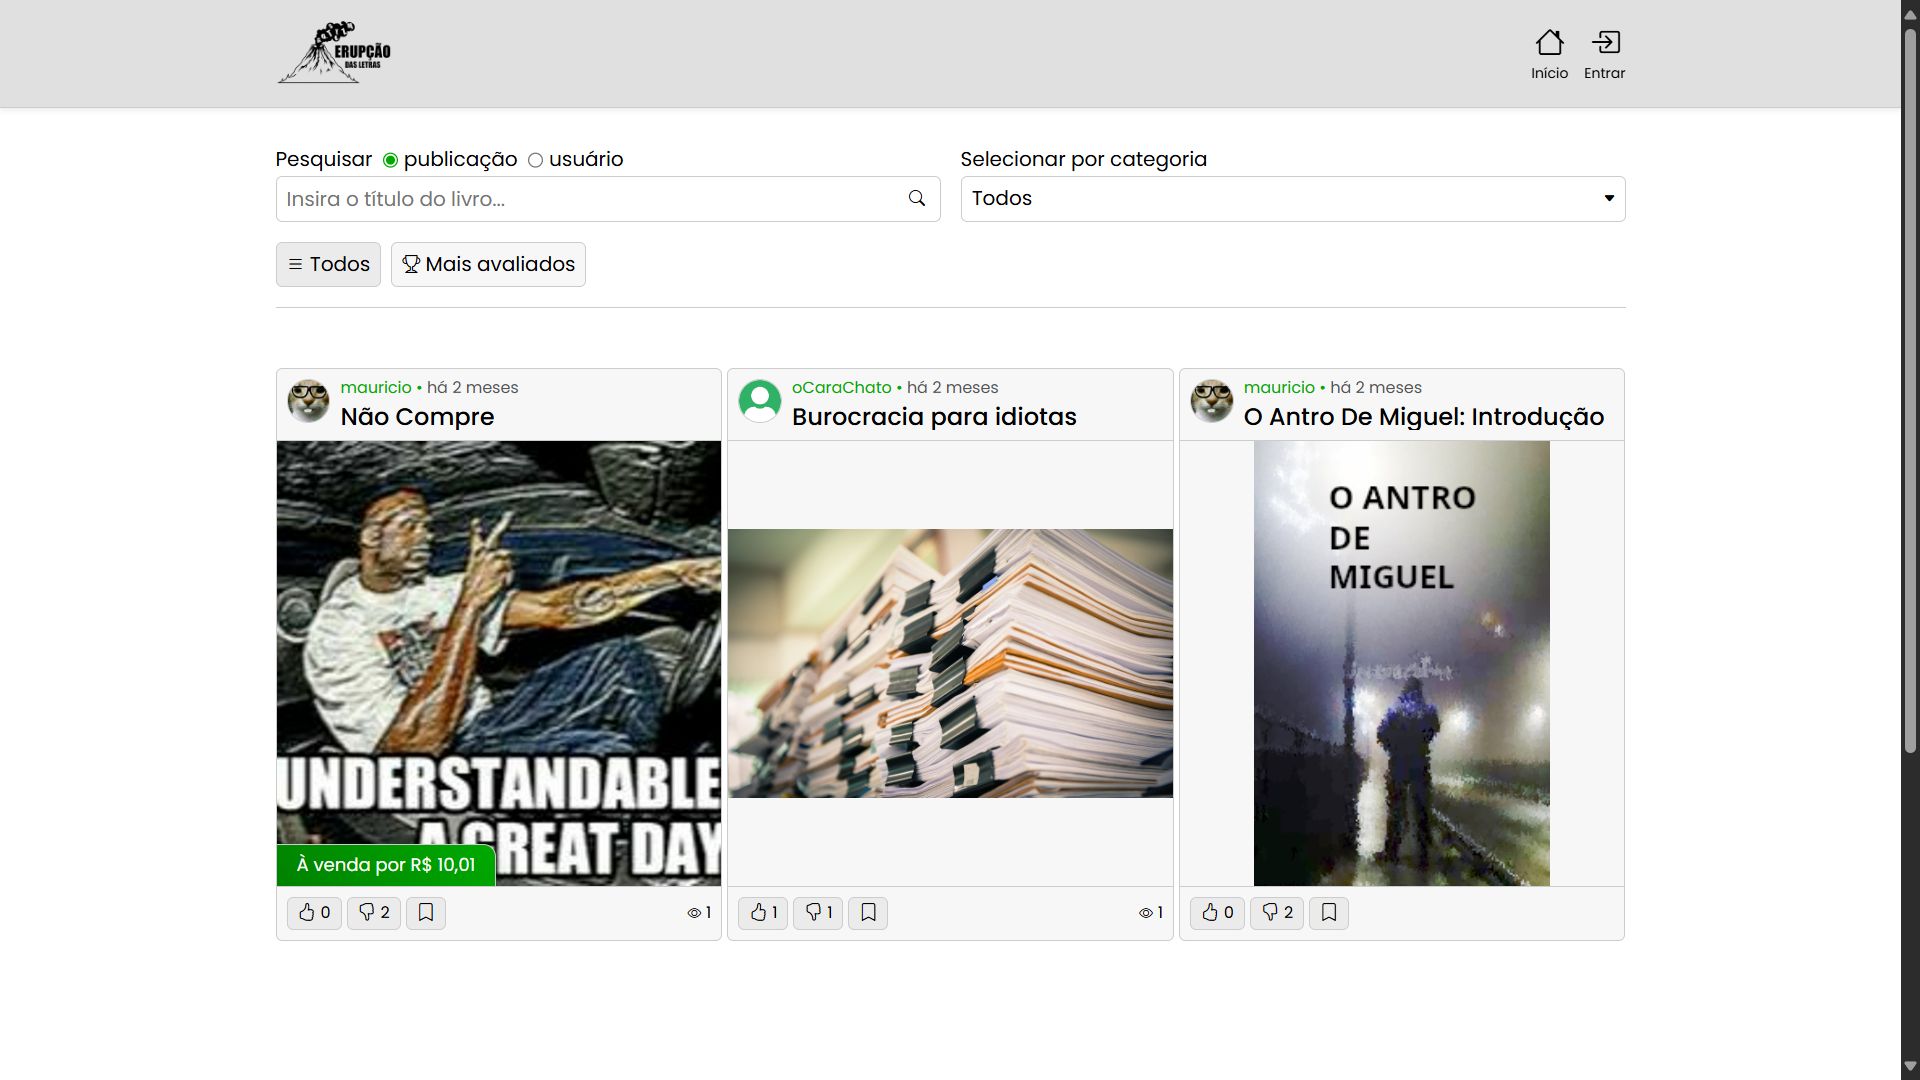 ERUPÇÃO
DAS LETRAS
Início
Entrar
Pesquisar publicação usuário
Insira o título do livro...
Selecionar por categoria
Todos
Todos
Mais avaliados
mauricio • há 2 meses
Não Compre
UNDERSTANDABLE
A GREAT DAY
À venda por R$ 10,01
0
2
1
oCaraChato • há 2 meses
Burocracia para idiotas
1
1
1
mauricio • há 2 meses
O Antro De Miguel: Introdução
O ANTRO
DE
MIGUEL
0
2